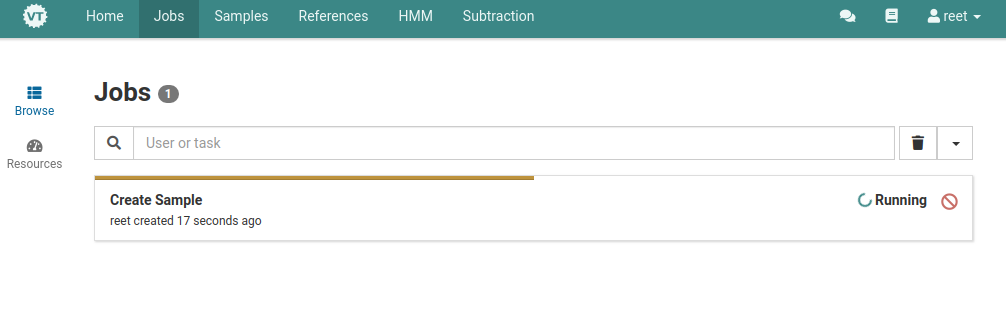 VT Home Jobs Samples References HMM Subtraction reet
Browse
Resources
Jobs 1
User or task
Create Sample Running
reet created 17 seconds ago